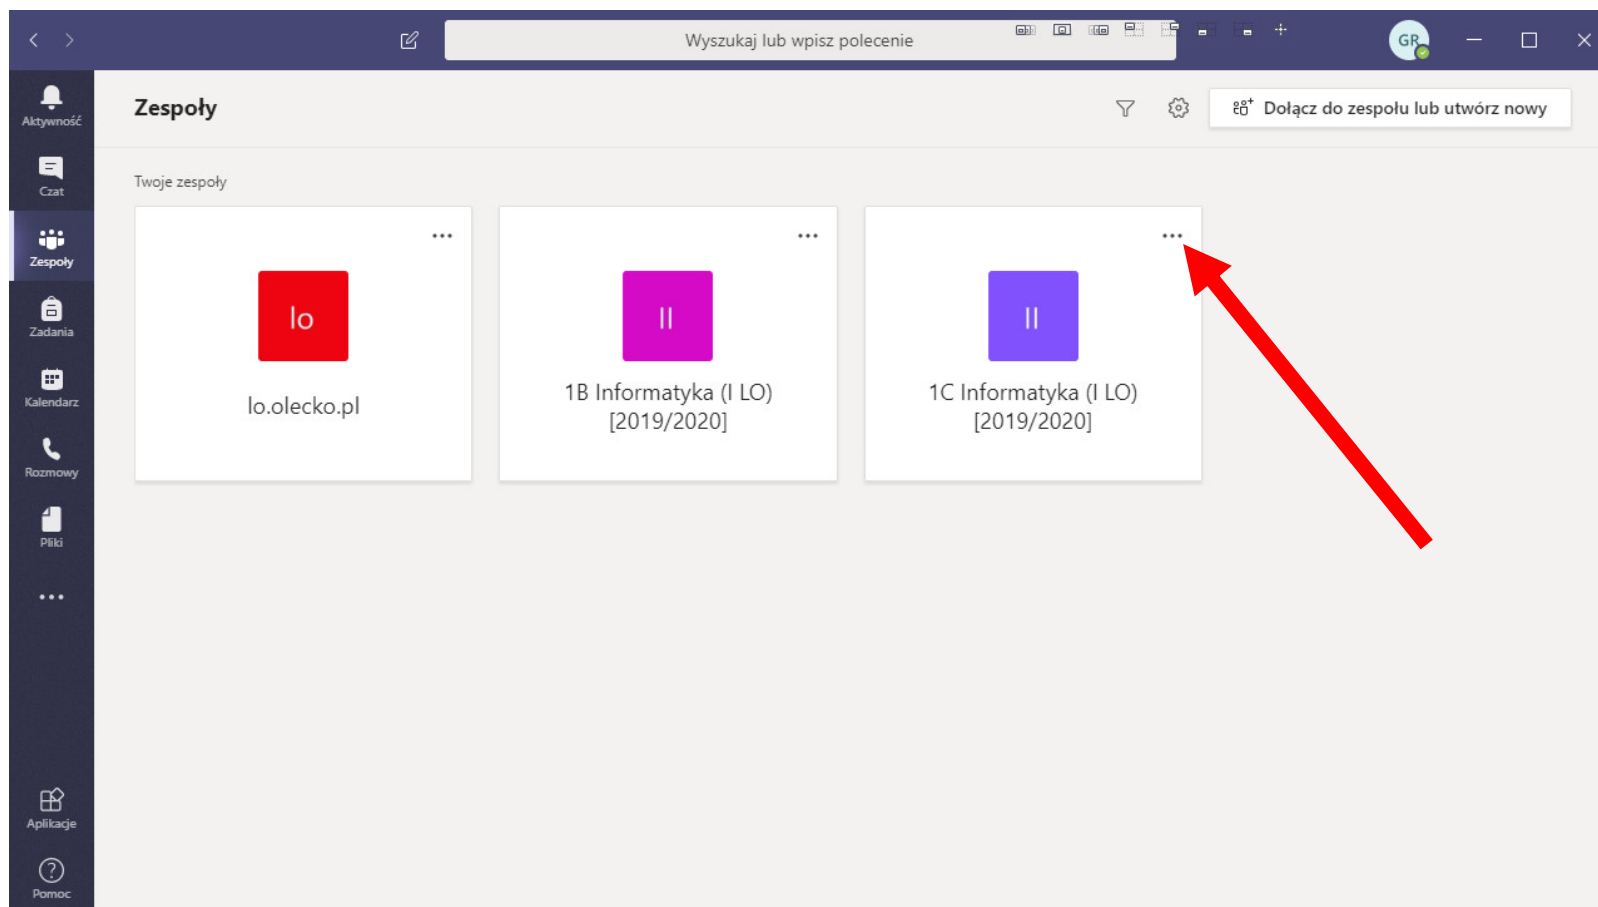 Wyszukaj lub wpisz polecenie
GR
Aktywność
Czat
Zespoły
Zadania
Kalendarz
Rozmowy
Pliki
Aplikacje
Pomoc
Zespoły
Dołącz do zespołu lub utwórz nowy
Twoje zespoły
lo
lo.olecko.pl
II
1B Informatyka (I LO)
[2019/2020]
II
1C Informatyka (I LO)
[2019/2020]